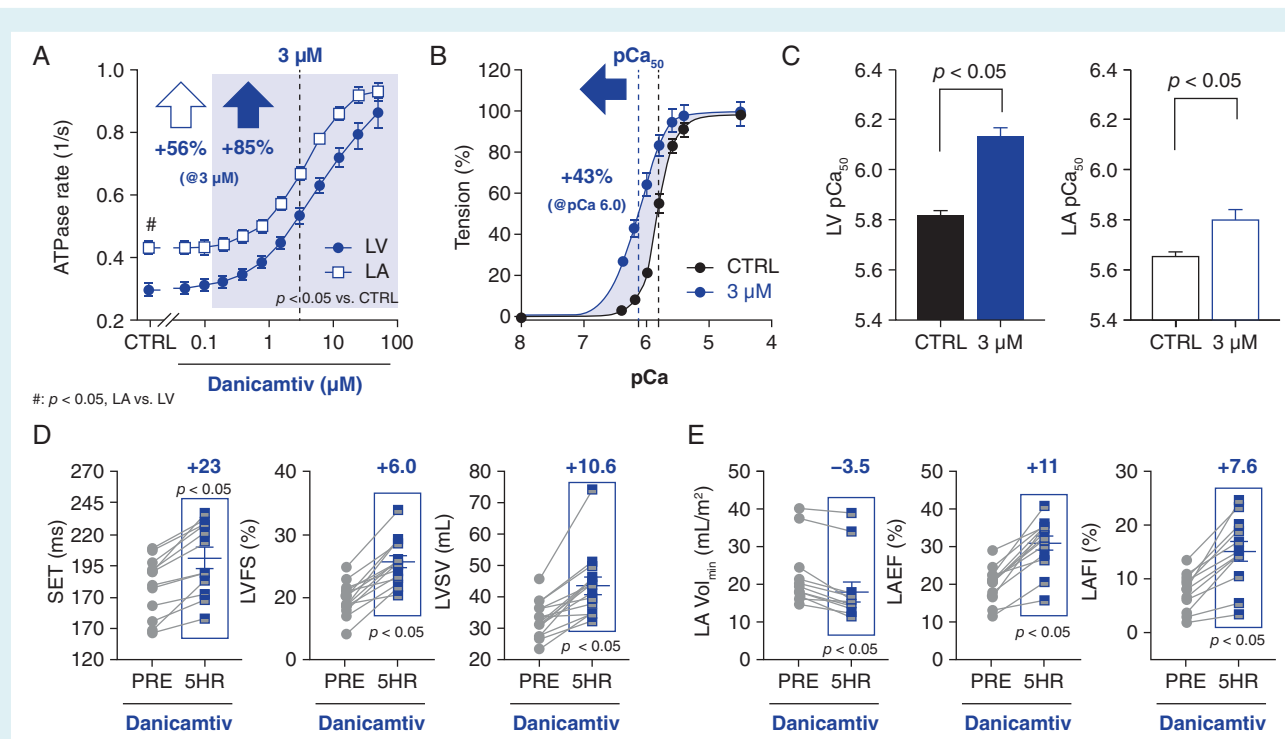 A
3 µM
1.0
0.8
0.6
0.4
0.2
ATPase rate (1/s)
+56%
+85%
(@3 µM)
#
LV
LA
p < 0.05 vs. CTRL
CTRL
0.1
1
10
100
Danicamtiv (µM)
#: p < 0.05, LA vs. LV
B
pCa50
120
100
80
60
40
20
0
Tension (%)
+43%
(@pCa 6.0)
CTRL
3 µM
8
7
6
5
4
pCa
C
6.4
6.2
6.0
5.8
5.6
5.4
LV pCa50
p < 0.05
CTRL 3 µM
6.4
6.2
6.0
5.8
5.6
5.4
LA pCa50
p < 0.05
CTRL 3 µM
D
270
245
220
195
170
170
120
SET (ms)
+23
p < 0.05
PRE 5HR
Danicamtiv
40
30
20
0
LVFS (%)
+6.0
p < 0.05
PRE 5HR
Danicamtiv
80
70
60
50
40
30
20
LVSV (mL)
+10.6
p < 0.05
PRE 5HR
Danicamtiv
E
50
40
30
20
10
0
LA Volmin (mL/m²)
−3.5
p < 0.05
PRE 5HR
Danicamtiv
50
40
30
20
10
0
LAEF (%)
+11
p < 0.05
PRE 5HR
Danicamtiv
30
20
10
0
LAFI (%)
+7.6
p < 0.05
PRE 5HR
Danicamtiv